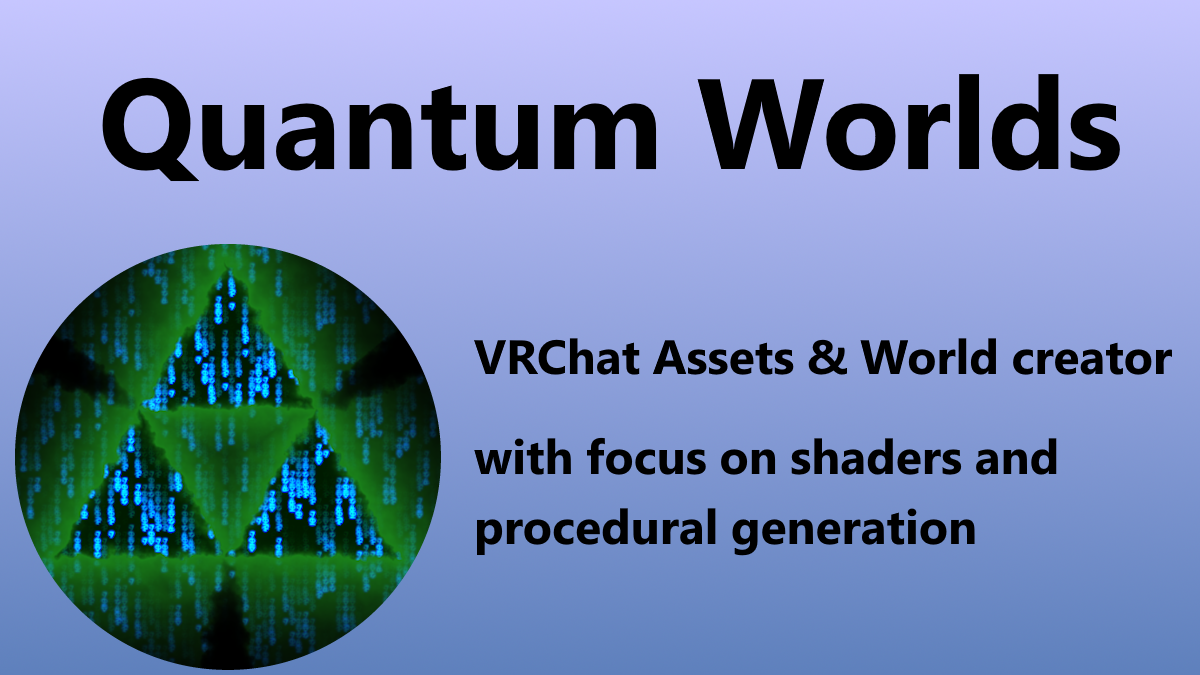 Quantum Worlds
VRChat Assets & World creator
with focus on shaders and
procedural generation